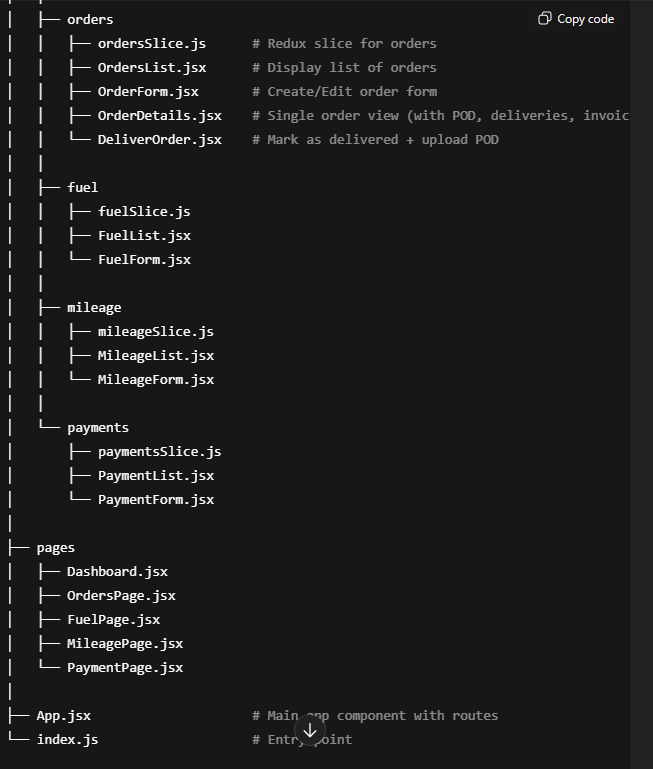 Copy code
│   ├── orders
│   │   ├── ordersSlice.js      # Redux slice for orders
│   │   ├── OrdersList.jsx      # Display list of orders
│   │   ├── OrderForm.jsx       # Create/Edit order form
│   │   ├── OrderDetails.jsx    # Single order view (with POD, deliveries, invoic
│   │   └── DeliverOrder.jsx    # Mark as delivered + upload POD
│   │
│   ├── fuel
│   │   ├── fuelSlice.js
│   │   ├── FuelList.jsx
│   │   └── FuelForm.jsx
│   │
│   ├── mileage
│   │   ├── mileageSlice.js
│   │   ├── MileageList.jsx
│   │   └── MileageForm.jsx
│   │
│   └── payments
│       ├── paymentsSlice.js
│       ├── PaymentList.jsx
│       └── PaymentForm.jsx
│
├── pages
│   ├── Dashboard.jsx
│   ├── OrdersPage.jsx
│   ├── FuelPage.jsx
│   ├── MileagePage.jsx
│   └── PaymentPage.jsx
│
├── App.jsx                     # Main app component with routes
└── index.js                    # Entry point